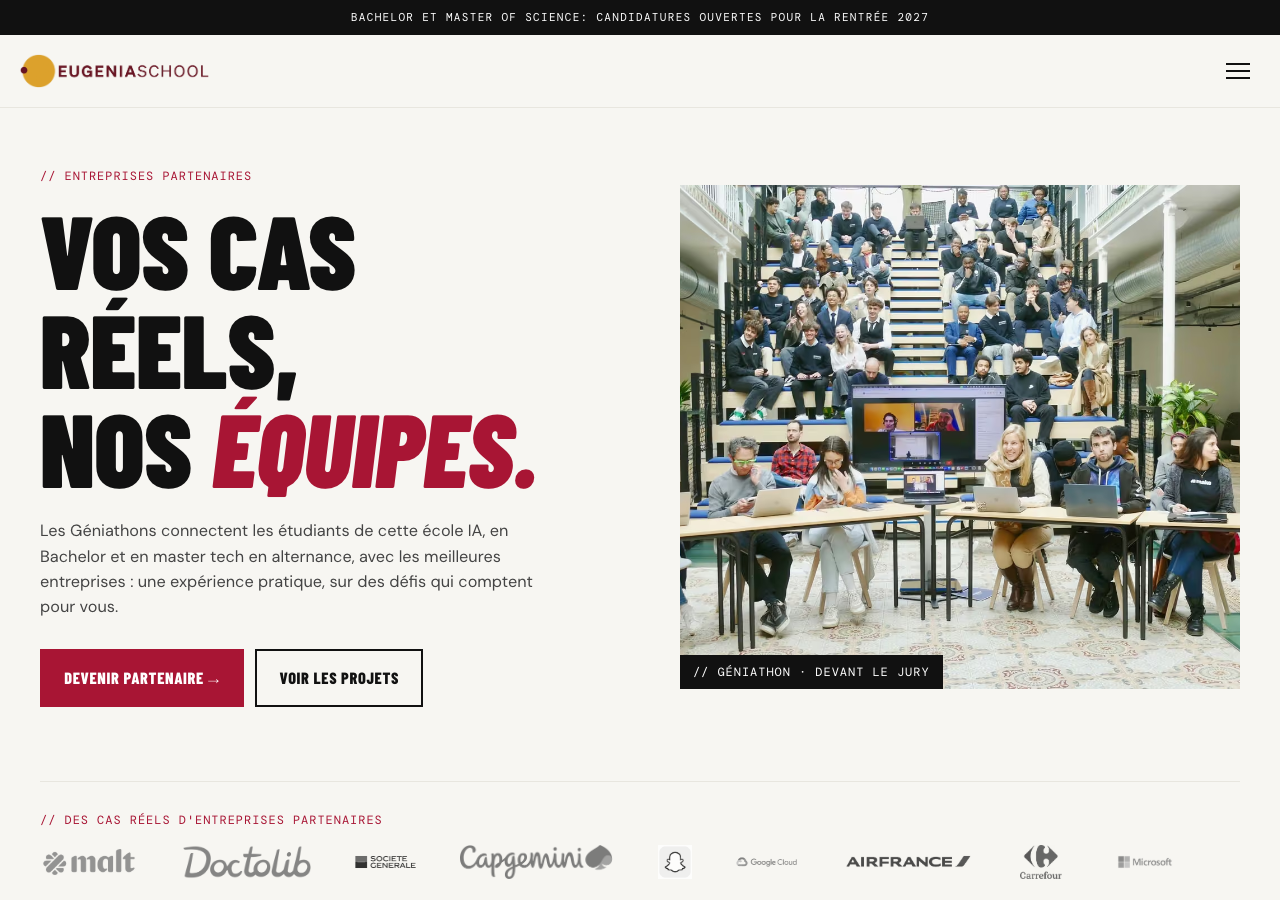 BACHELOR ET MASTER OF SCIENCE: CANDIDATURES OUVERTES POUR LA RENTRÉE 2027
EUGENIASCHOOL
// ENTREPRISES PARTENAIRES
VOS CAS
RÉELS,
NOS ÉQUIPES.
Les Géniathons connectent les étudiants de cette école IA, en
Bachelor et en master tech en alternance, avec les meilleures
entreprises : une expérience pratique, sur des défis qui comptent
pour vous.
DEVENIR PARTENAIRE →
VOIR LES PROJETS
// GÉNIATHON · DEVANT LE JURY
// DES CAS RÉELS D'ENTREPRISES PARTENAIRES
malt
Doctolib
SOCIETE
GENERALE
Capgemini
Google Cloud
AIRFRANCE
Carrefour
Microsoft